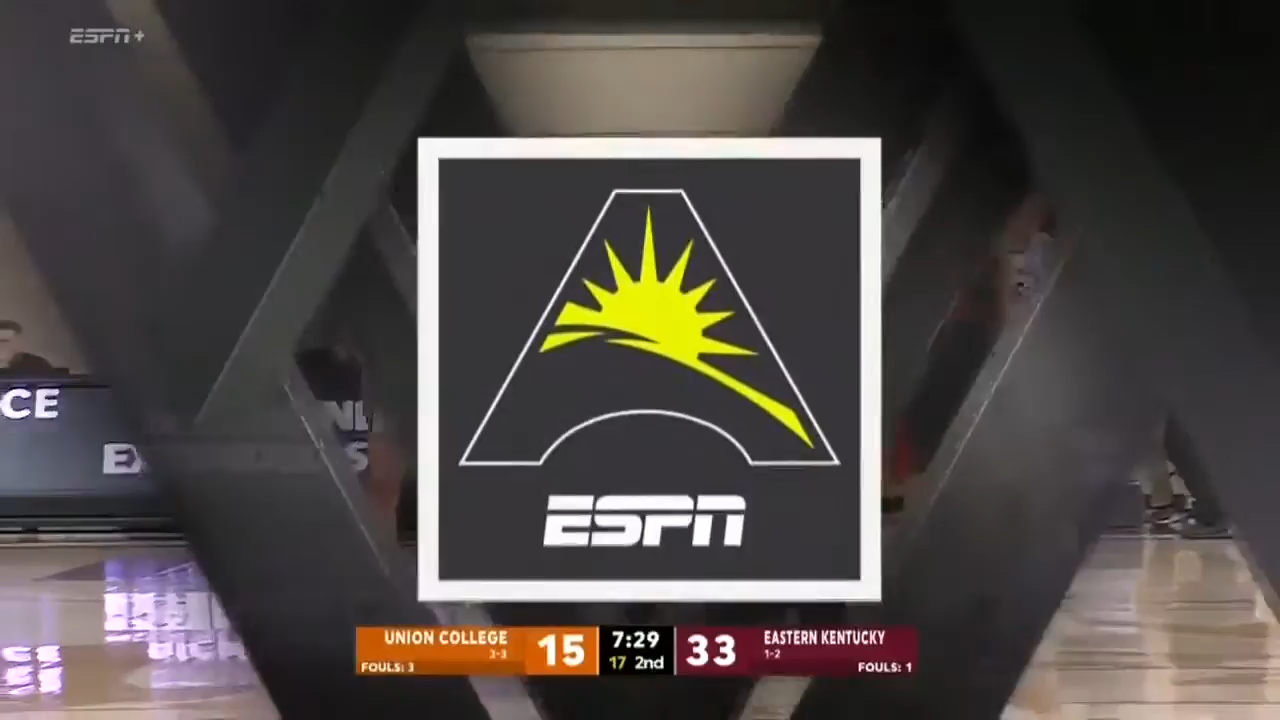 ESPN+
CE
EX
ESPN
UNION COLLEGE
3-3
FOULS: 3
15
7:29
17 2nd
33
EASTERN KENTUCKY
1-2
FOULS: 1